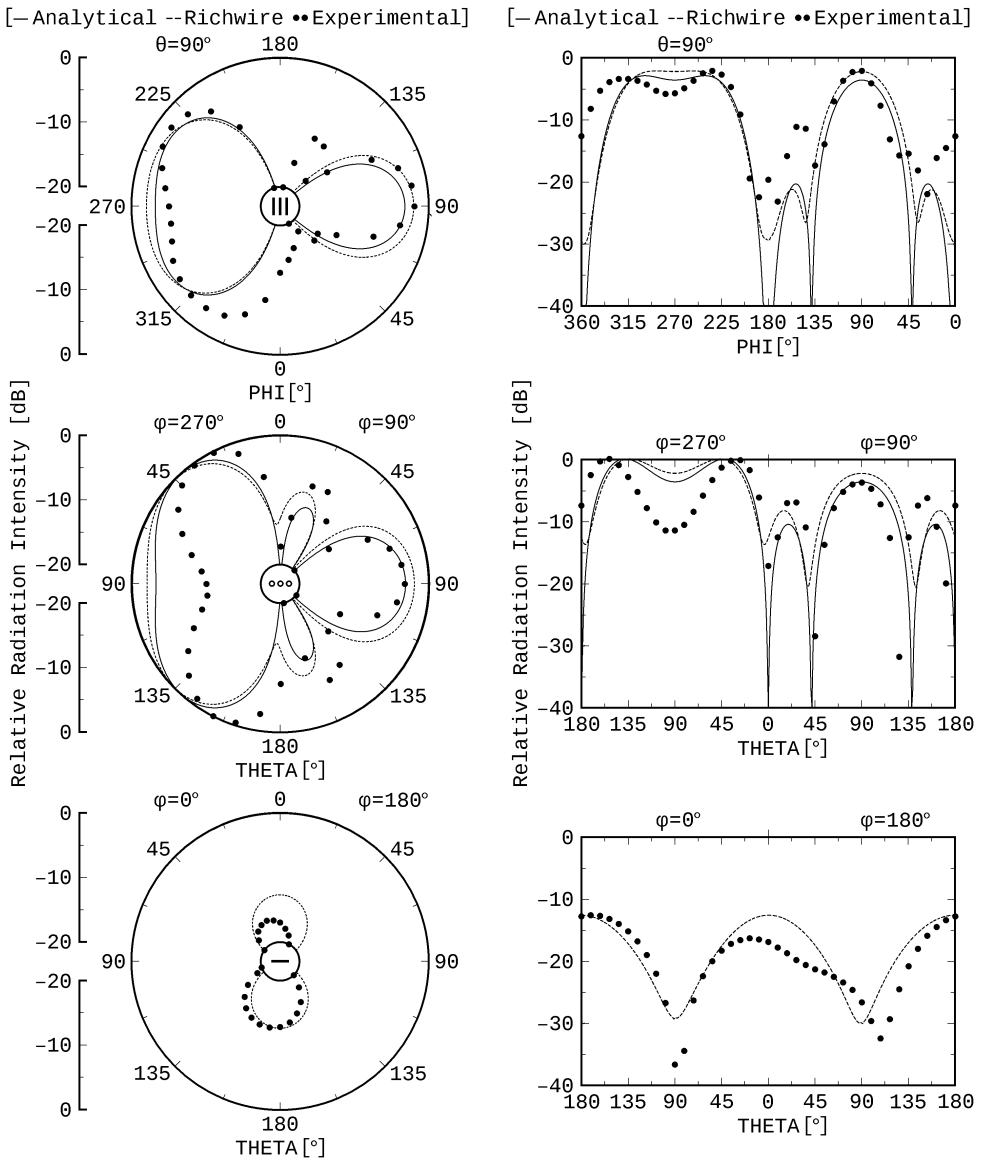 [— Analytical -- Richwire •• Experimental]
[— Analytical -- Richwire •• Experimental]
θ=90° 180
θ=90°
0
225
135
−10
−20
270
90
−20
−10
315
45
0
0
PHI[°]
0
−10
−20
−30
−40
360 315 270 225 180 135 90 45 0
PHI[°]
Relative Radiation Intensity [dB]
Relative Radiation Intensity [dB]
φ=270° 0 φ=90°
0
45
45
−10
−20
90
90
−20
−10
135
135
0
180
THETA[°]
φ=270° φ=90°
0
−10
−20
−30
−40
180 135 90 45 0 45 90 135 180
THETA[°]
φ=0° 0 φ=180°
0
45
45
−10
−20
90
90
−20
−10
135
135
0
180
THETA[°]
φ=0° φ=180°
0
−10
−20
−30
−40
180 135 90 45 0 45 90 135 180
THETA[°]